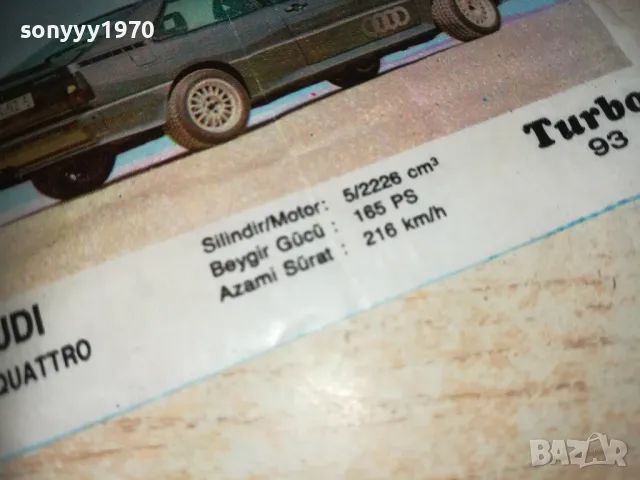 sonyyy1970
Turbo
93
Silindir/Motor: 5/2226 cm³
Beygir Gücü : 165 PS
Azami Sürat : 216 km/h
UDI
QUATTRO
BAZAR